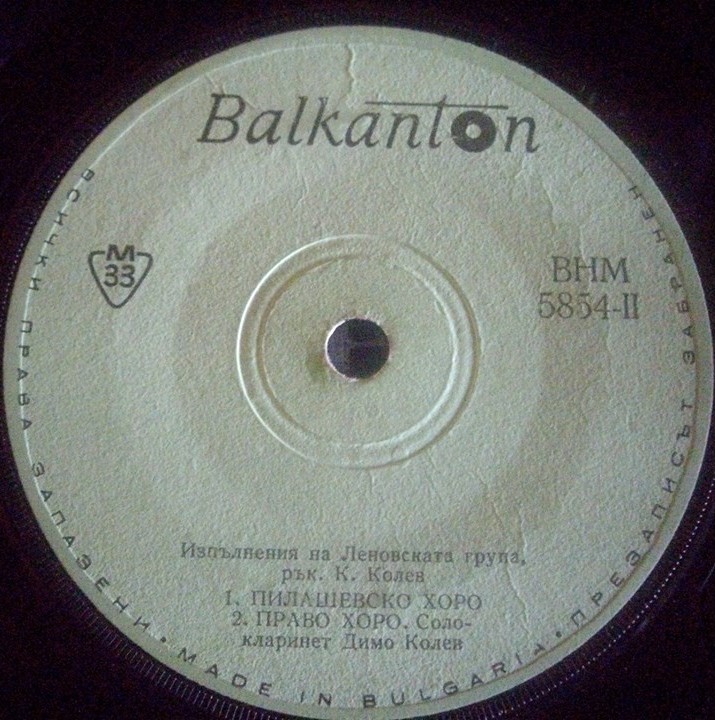 Balkanton
M
33
ВНМ
5854-II
Изпълнения на Леновската група,
рък. К. Колев
1. ПИЛАШЕВСКО ХОРО
2. ПРАВО ХОРО. Соло-
кларинет Димо Колев
ВСИЧКИ ПРАВА ЗАПАЗЕНИ • MADE IN BULGARIA • ПРЕЗАПИСЪТ ЗАБРАНЕН